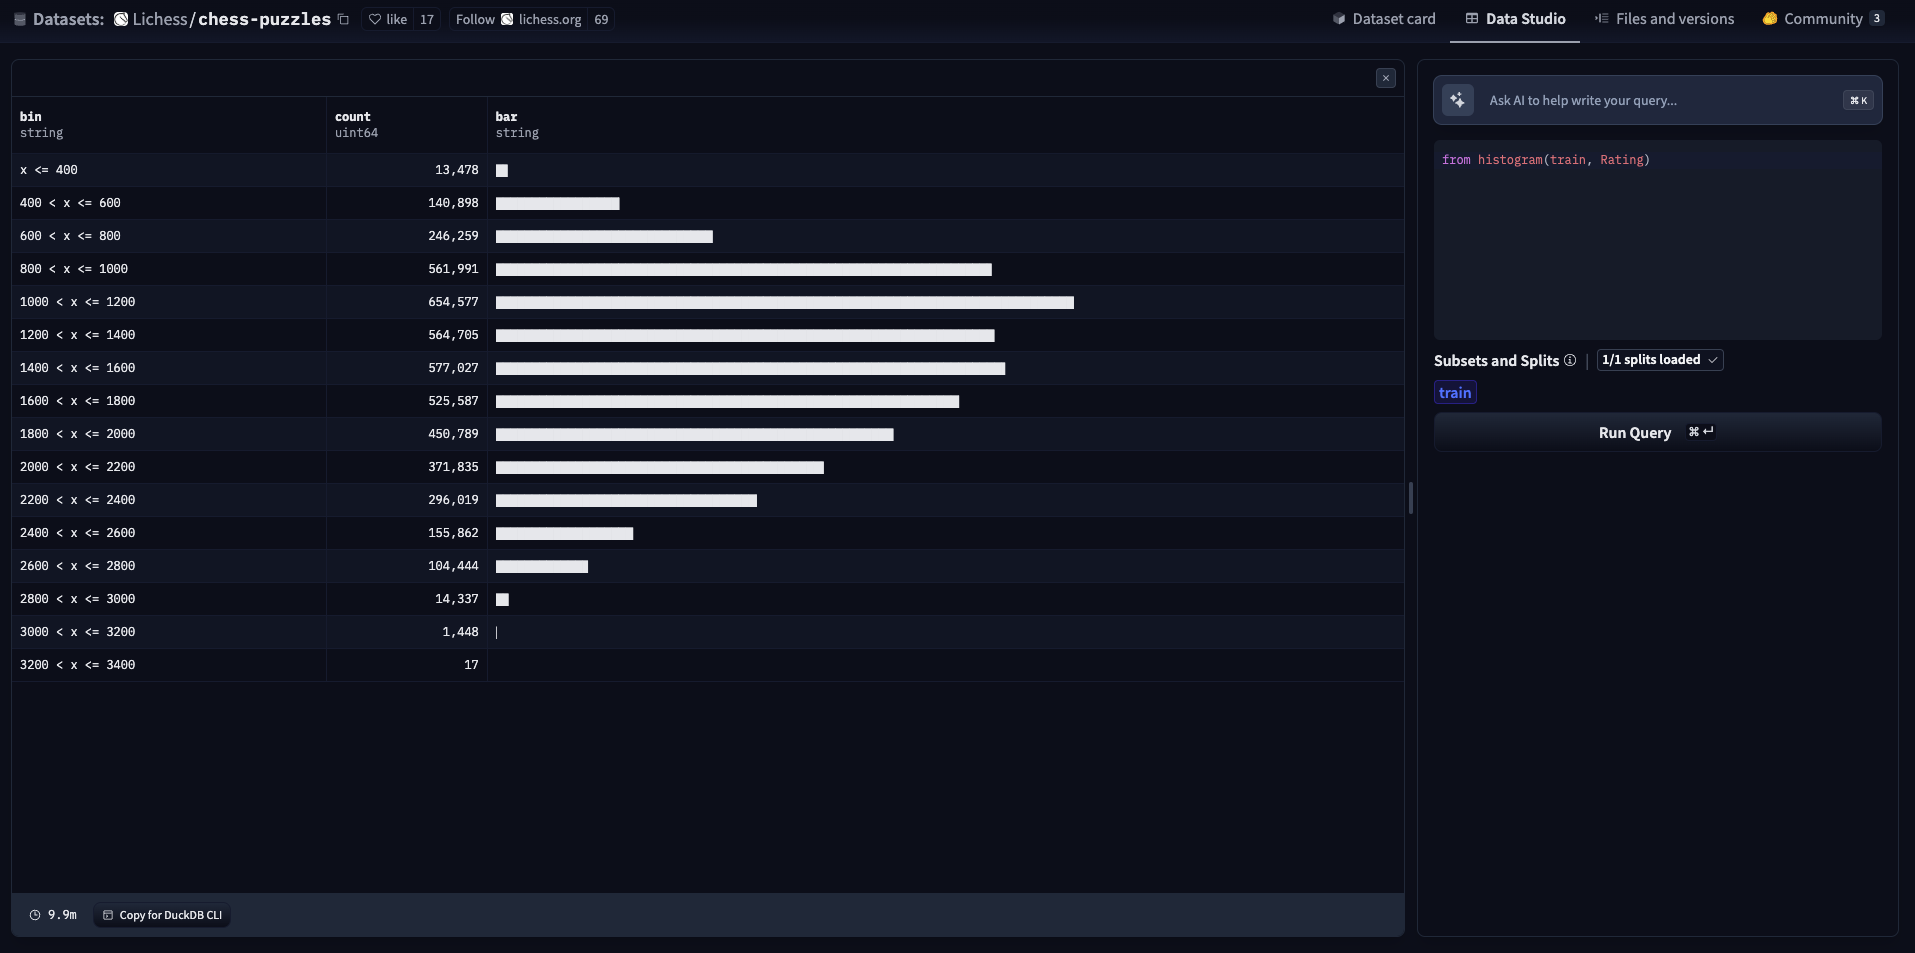 Datasets: Lichess/chess-puzzles like 17 Follow lichess.org 69 Dataset card Data Studio Files and versions Community 3
bin count bar
string uint64 string
x <= 400 13,478
400 < x <= 600 140,898
600 < x <= 800 246,259
800 < x <= 1000 561,991
1000 < x <= 1200 654,577
1200 < x <= 1400 564,705
1400 < x <= 1600 577,027
1600 < x <= 1800 525,587
1800 < x <= 2000 450,789
2000 < x <= 2200 371,835
2200 < x <= 2400 296,019
2400 < x <= 2600 155,862
2600 < x <= 2800 104,444
2800 < x <= 3000 14,337
3000 < x <= 3200 1,448
3200 < x <= 3400 17
9.9m Copy for DuckDB CLI
Ask AI to help write your query... ⌘K
from histogram(train, Rating)
Subsets and Splits | 1/1 splits loaded
train
Run Query ⌘↵